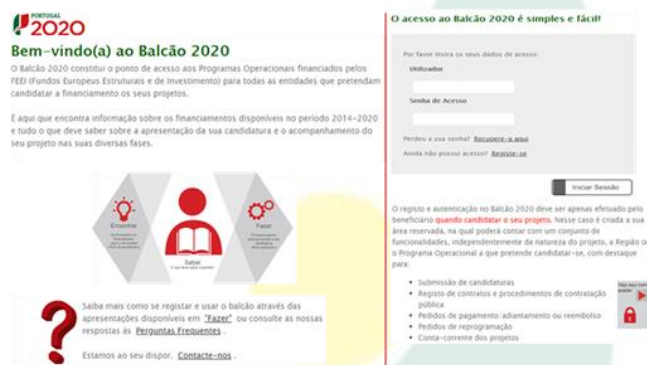 PORTUGAL
2020
Bem-vindo(a) ao Balcão 2020
O Balcão 2020 constitui o ponto de acesso aos Programas Operacionais financiados pelos
FEEI (Fundos Europeus Estruturais e de Investimento) para todas as entidades que pretendam
candidatar a financiamento os seus projetos.
É aqui que encontra informação sobre os financiamentos disponíveis no período 2014-2020
e tudo o que deve saber sobre a apresentação da sua candidatura e o acompanhamento do
seu projeto nas suas diversas fases.
Encontrar
Saber
O que deve saber o portal?
Fazer
Saiba mais como se registar e usar o balcão através das
apresentações disponíveis em "Fazer" ou consulte as nossas
respostas às Perguntas Frequentes .
Estamos ao seu dispor. Contacte-nos .
O acesso ao Balcão 2020 é simples e fácil!
Por favor insira os seus dados de acesso:
Utilizador
Senha de Acesso
Perdeu a sua senha? Recupere-a aqui
Ainda não possui acesso? Registe-se
Iniciar Sessão
O registo e autenticação no Balcão 2020 deve ser apenas efetuado pelo
beneficiário quando candidatar o seu projeto. Nesse caso é criada a sua
área reservada, na qual poderá contar com um conjunto de
funcionalidades, independentemente da natureza do projeto, a Região ou
o Programa Operacional a que pretende candidatar-se, com destaque
para:
• Submissão de candidaturas
• Registo de contratos e procedimentos de contratação
pública
• Pedidos de pagamento: adiantamento ou reembolso
• Pedidos de reprogramação
• Conta-corrente dos projetos
Veja aqui